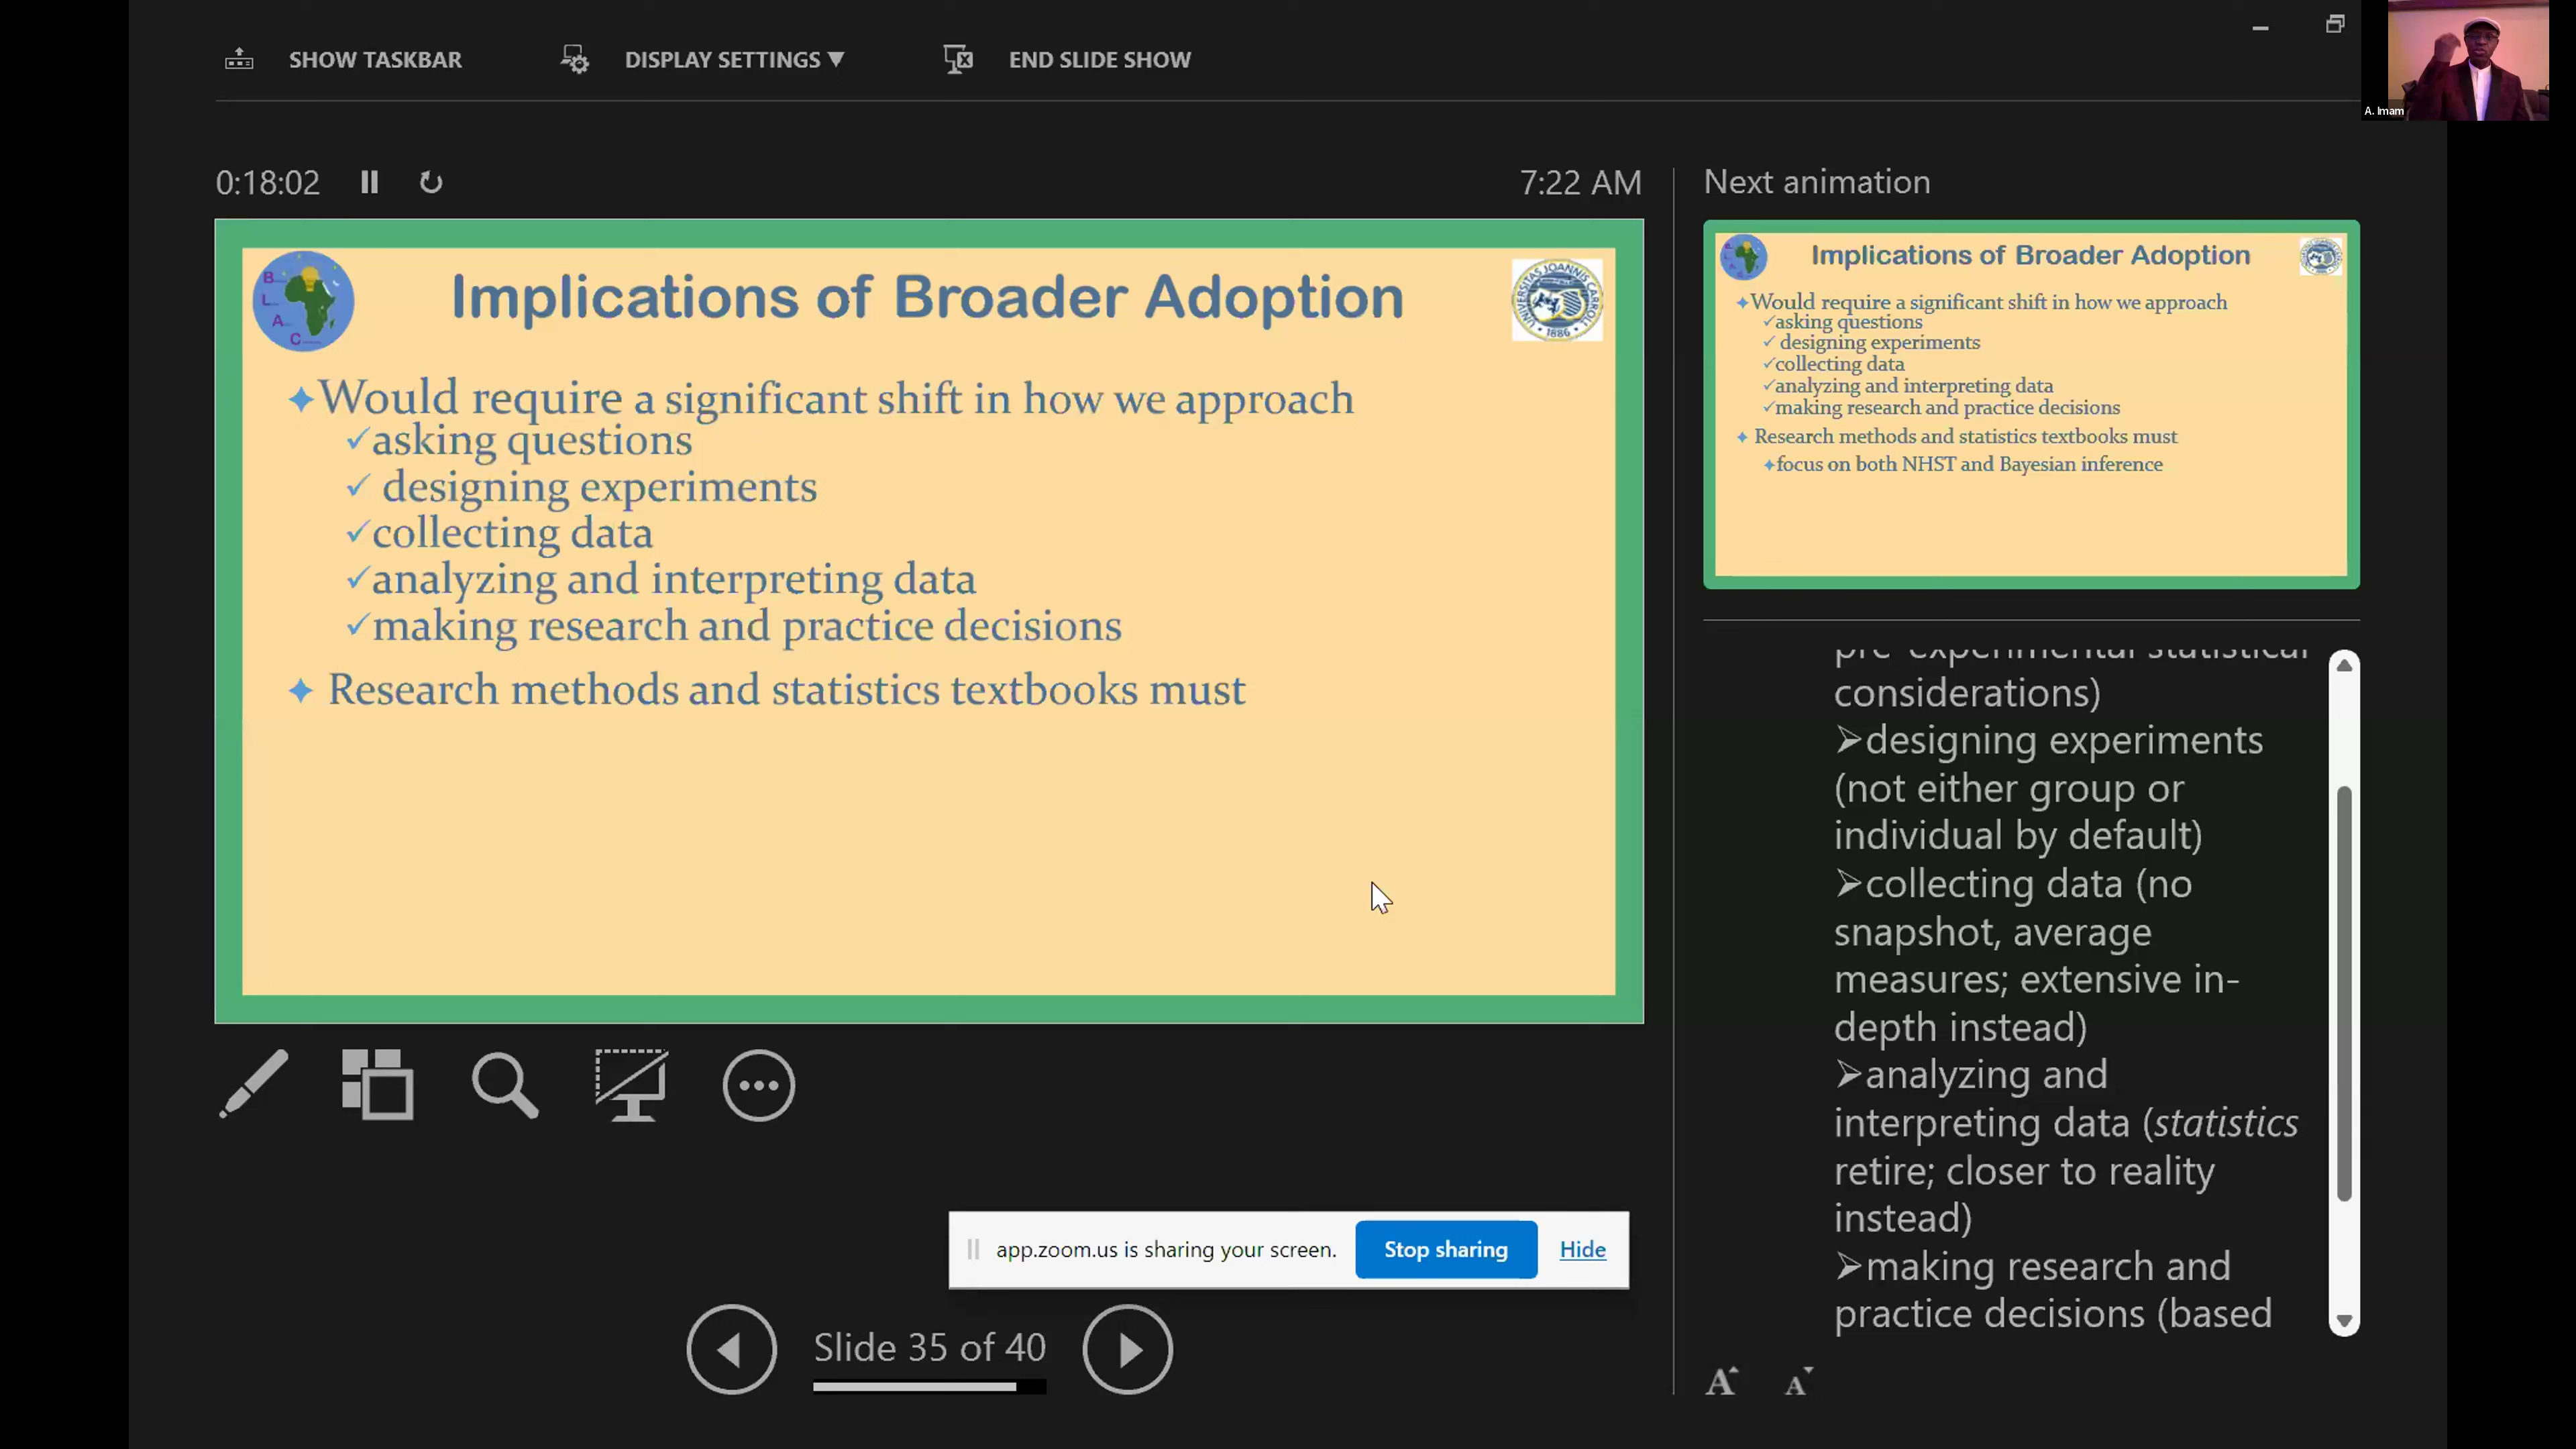 SHOW TASKBAR
DISPLAY SETTINGS ▼
END SLIDE SHOW
A. Imam
0:18:02
7:22 AM
B
L
A
C
Implications of Broader Adoption
UNIVERSITAS JOANNIS CARROLL
1886
✦Would require a significant shift in how we approach
✓asking questions
✓ designing experiments
✓collecting data
✓analyzing and interpreting data
✓making research and practice decisions
✦ Research methods and statistics textbooks must
Next animation
Implications of Broader Adoption
✦Would require a significant shift in how we approach
✓asking questions
✓ designing experiments
✓collecting data
✓analyzing and interpreting data
✓making research and practice decisions
✦ Research methods and statistics textbooks must
✦focus on both NHST and Bayesian inference
pre-experimental statistical
considerations)
➢designing experiments
(not either group or
individual by default)
➢collecting data (no
snapshot, average
measures; extensive in-
depth instead)
➢analyzing and
interpreting data (statistics
retire; closer to reality
instead)
➢making research and
practice decisions (based
app.zoom.us is sharing your screen.
Stop sharing
Hide
Slide 35 of 40
A
A